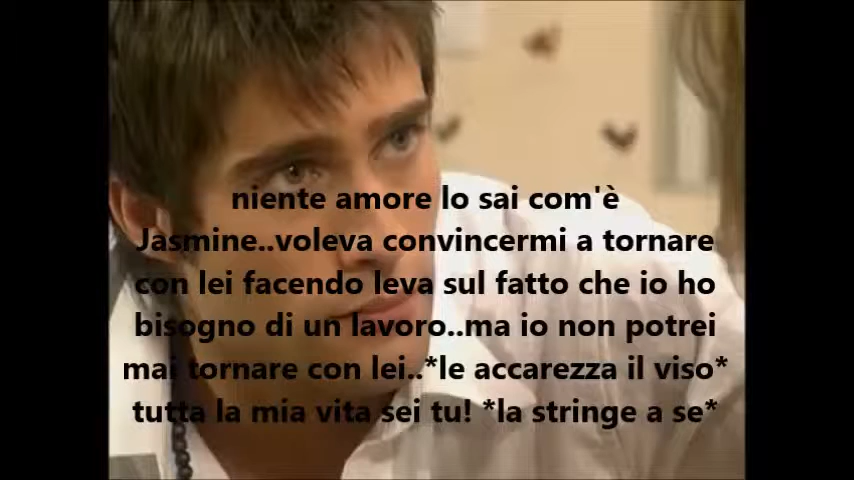 niente amore lo sai com'è
Jasmine..voleva convincermi a tornare
con lei facendo leva sul fatto che io ho
bisogno di un lavoro..ma io non potrei
mai tornare con lei..*le accarezza il viso*
tutta la mia vita sei tu! *la stringe a se*